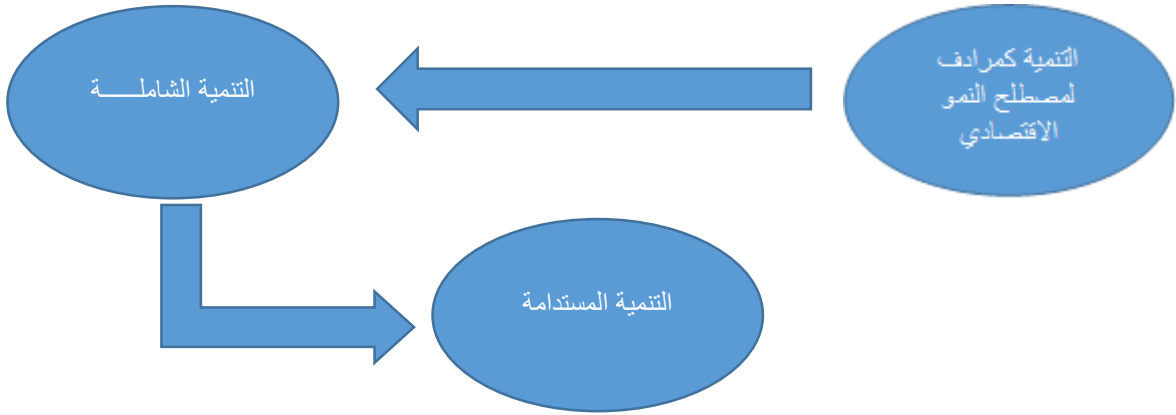 التنمية كمرادف
لمصطلح النمو
الاقتصادي
التنمية الشاملـــــة
التنمية المستدامة